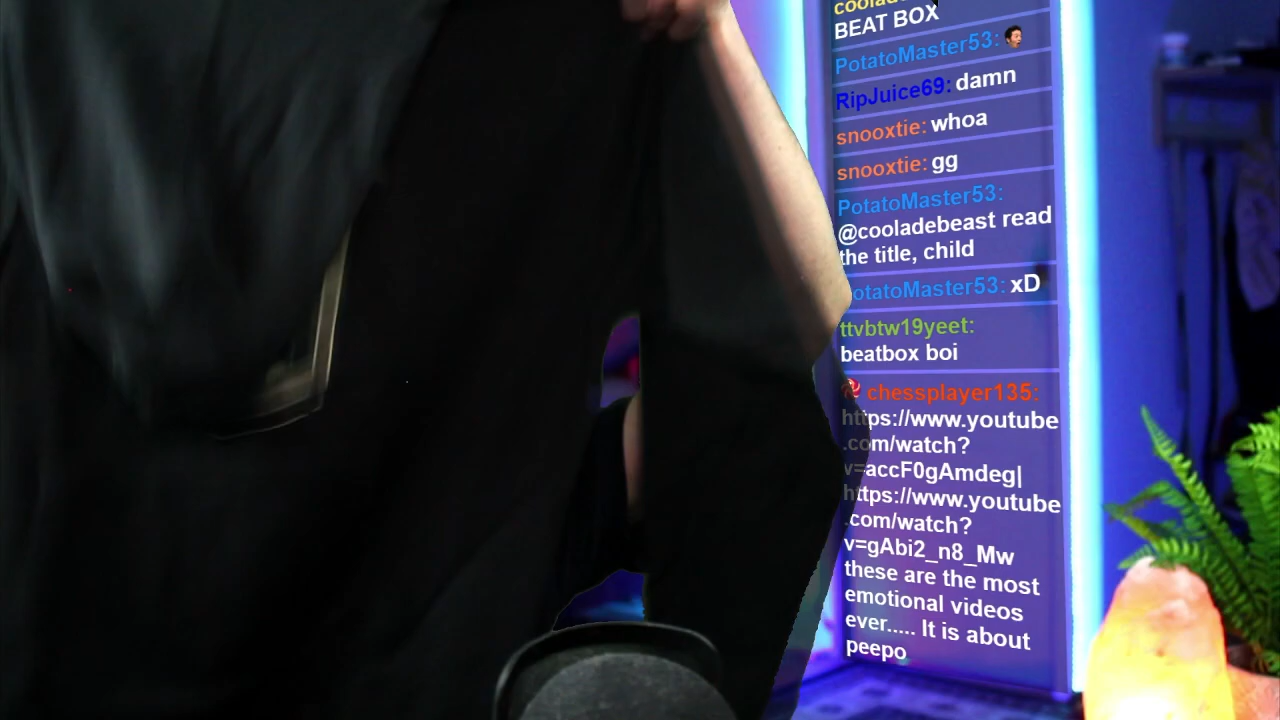 BEAT BOX
PotatoMaster53:
RipJuice69: damn
snooxtie: whoa
snooxtie: gg
PotatoMaster53:
@cooladebeast read
the title, child
PotatoMaster53: xD
ttvbtw19yeet:
beatbox boi
chessplayer135:
https://www.youtube
.com/watch?
v=accF0gAmdeg|
https://www.youtube
.com/watch?
v=gAbi2_n8_Mw
these are the most
emotional videos
ever..... It is about
peepo